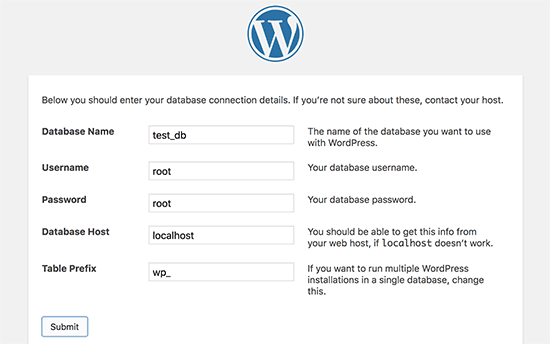 Below you should enter your database connection details. If you're not sure about these, contact your host.
Database Name
test_db
The name of the database you want to use
with WordPress.
Username
root
Your database username.
Password
root
Your database password.
Database Host
localhost
You should be able to get this info from
your web host, if localhost doesn't work.
Table Prefix
wp_
If you want to run multiple WordPress
installations in a single database, change
this.
Submit